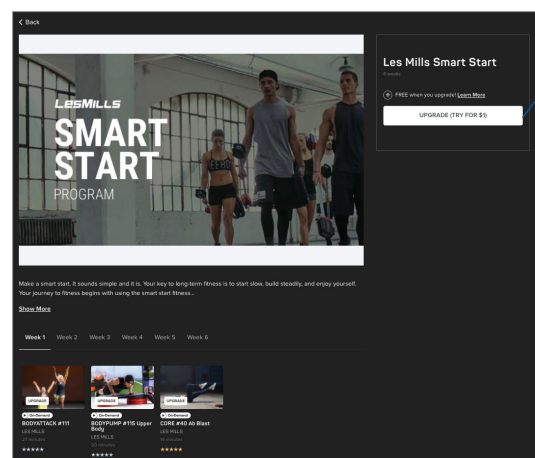 Back
LesMILLS
SMART
START
PROGRAM
Les Mills Smart Start
6 weeks
FREE when you upgrade! Learn More
UPGRADE (TRY FOR $1)
Make a smart start. It sounds simple and it is. Your key to long-term fitness is to start slow, build steadily, and enjoy yourself.
Your journey to fitness begins with using the smart start fitness...
Show More
Week 1 Week 2 Week 3 Week 4 Week 5 Week 6
UPGRADE UPGRADE UPGRADE
On-Demand On-Demand On-Demand
BODYATTACK #111 BODYPUMP #115 Upper Body CORE #40 Ab Blast
LES MILLS LES MILLS LES MILLS
27 minutes 20 minutes